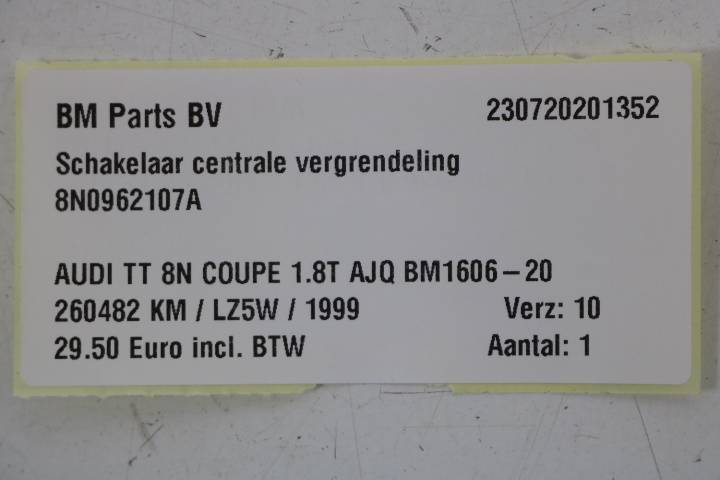 BM Parts BV 230720201352
Schakelaar centrale vergrendeling
8N0962107A
AUDI TT 8N COUPE 1.8T AJQ BM1606-20
260482 KM / LZ5W / 1999 Verz: 10
29.50 Euro incl. BTW Aantal: 1